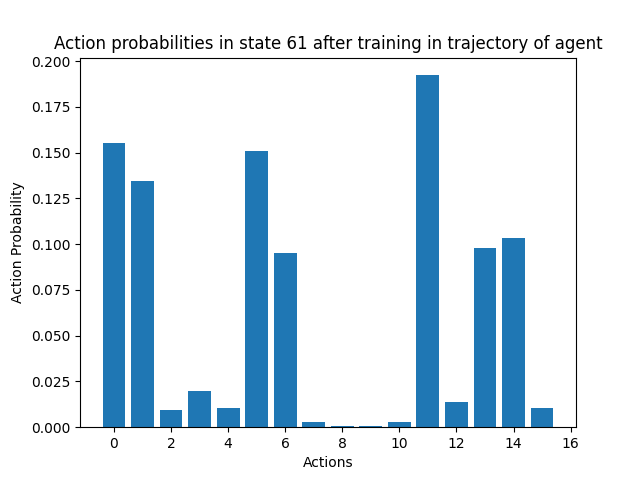 Action probabilities in state 61 after training in trajectory of agent
0.200
0.175
0.150
0.125
0.100
0.075
0.050
0.025
0.000
Action Probability
0 2 4 6 8 10 12 14 16
Actions